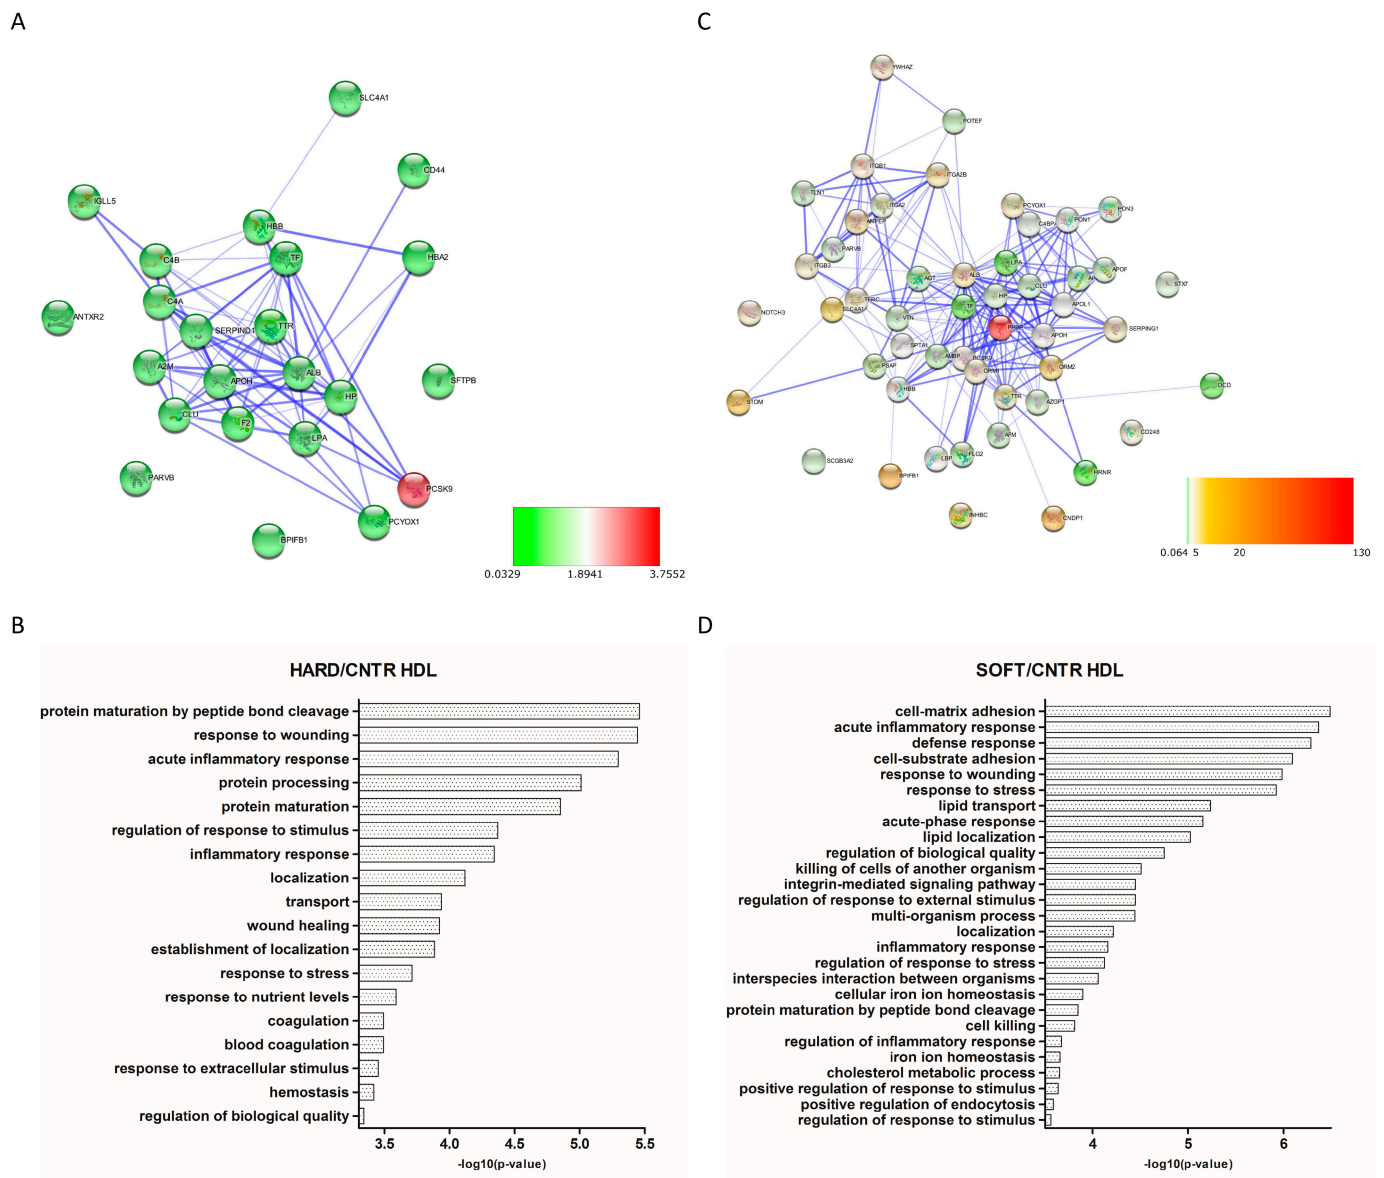 A
SLC4A1
CD44
IGLL5
HBB
C4B
TF
HBA2
C4A
ANTXR2
SERPIND1
TTR
A2M
APOH
ALB
SFTPB
HP
CLU
F2
LPA
PARVB
PCSK9
PCYOX1
BPIFB1
0.0329 1.8941 3.7552
C
YWHAZ
POTEF
ITGB1
ITGA2B
TLN1
ITGA2
PCYOX1
PON3
ANPEP
C4BPA
PON1
PARVB
ITGB3
LPA
AGT
ALB
CLU
APOF
STX7
TFRC
HP
APOL1
NOTCH3
SLC4A1
TF
VTN
PPBP
APOH
SERPING1
SPTA1
AMBP
PCSK9
PSAP
ORM1
ORM2
HBB
TTR
AZGP1
DCD
STOM
AFM
CD248
SCGB3A2
LBP
FLG2
BPIFB1
HRNR
INHBC
CNDP1
0.064 5 20 130
B
HARD/CNTR HDL
protein maturation by peptide bond cleavage
response to wounding
acute inflammatory response
protein processing
protein maturation
regulation of response to stimulus
inflammatory response
localization
transport
wound healing
establishment of localization
response to stress
response to nutrient levels
coagulation
blood coagulation
response to extracellular stimulus
hemostasis
regulation of biological quality
3.5 4.0 4.5 5.0 5.5
-log10(p-value)
D
SOFT/CNTR HDL
cell-matrix adhesion
acute inflammatory response
defense response
cell-substrate adhesion
response to wounding
response to stress
lipid transport
acute-phase response
lipid localization
regulation of biological quality
killing of cells of another organism
integrin-mediated signaling pathway
regulation of response to external stimulus
multi-organism process
localization
inflammatory response
regulation of response to stress
interspecies interaction between organisms
cellular iron ion homeostasis
protein maturation by peptide bond cleavage
cell killing
regulation of inflammatory response
iron ion homeostasis
cholesterol metabolic process
positive regulation of response to stimulus
positive regulation of endocytosis
regulation of response to stimulus
4 5 6
-log10(p-value)